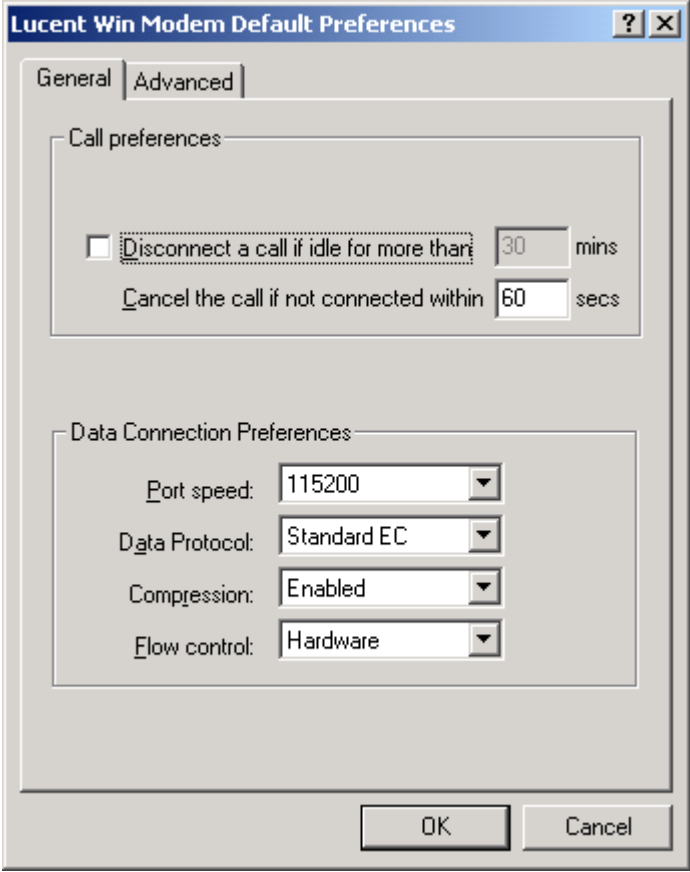 Lucent Win Modem Default Preferences
General Advanced
Call preferences
Disconnect a call if idle for more than 30 mins
Cancel the call if not connected within 60 secs
Data Connection Preferences
Port speed: 115200
Data Protocol: Standard EC
Compression: Enabled
Flow control: Hardware
OK Cancel